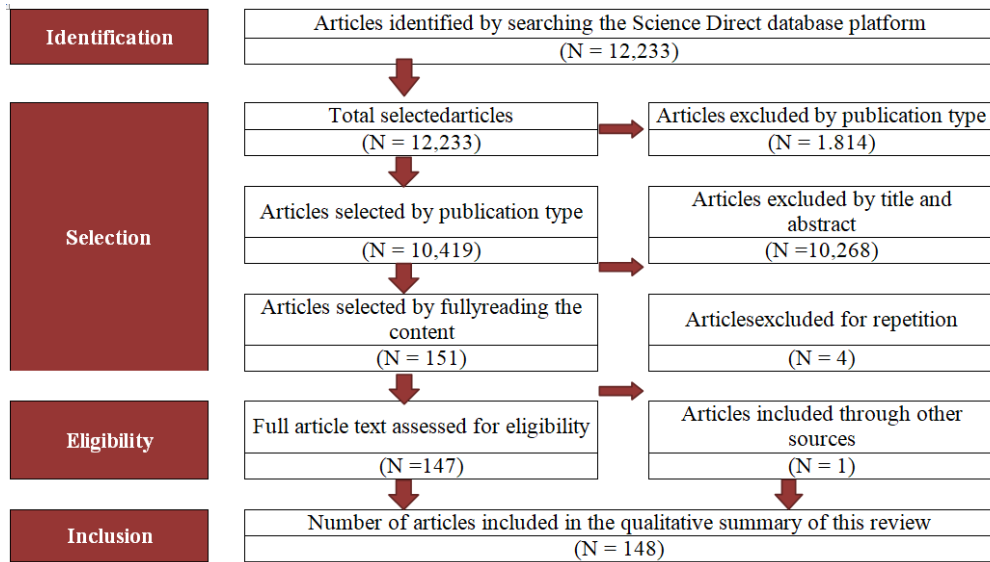 Identification
Articles identified by searching the Science Direct database platform
(N = 12,233)
Selection
Total selectedarticles
(N = 12,233)
Articles excluded by publication type
(N = 1.814)
Articles selected by publication type
(N = 10,419)
Articles excluded by title and
abstract
(N =10,268)
Articles selected by fullyreading the
content
(N = 151)
Articlesexcluded for repetition
(N = 4)
Eligibility
Full article text assessed for eligibility
(N =147)
Articles included through other
sources
(N = 1)
Inclusion
Number of articles included in the qualitative summary of this review
(N = 148)